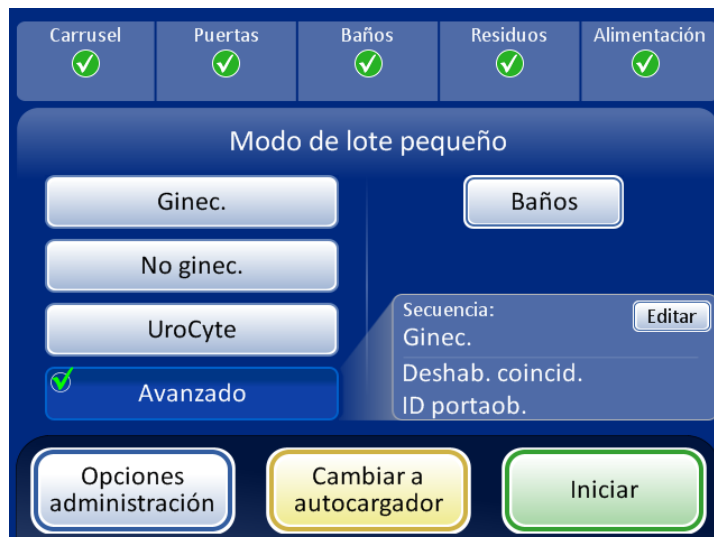 Carrusel
Puertas
Baños
Residuos
Alimentación
Modo de lote pequeño
Ginec.
Baños
No ginec.
UroCyte
Secuencia:
Editar
Ginec.
Avanzado
Deshab. coincid.
ID portaob.
Opciones
administración
Cambiar a
autocargador
Iniciar